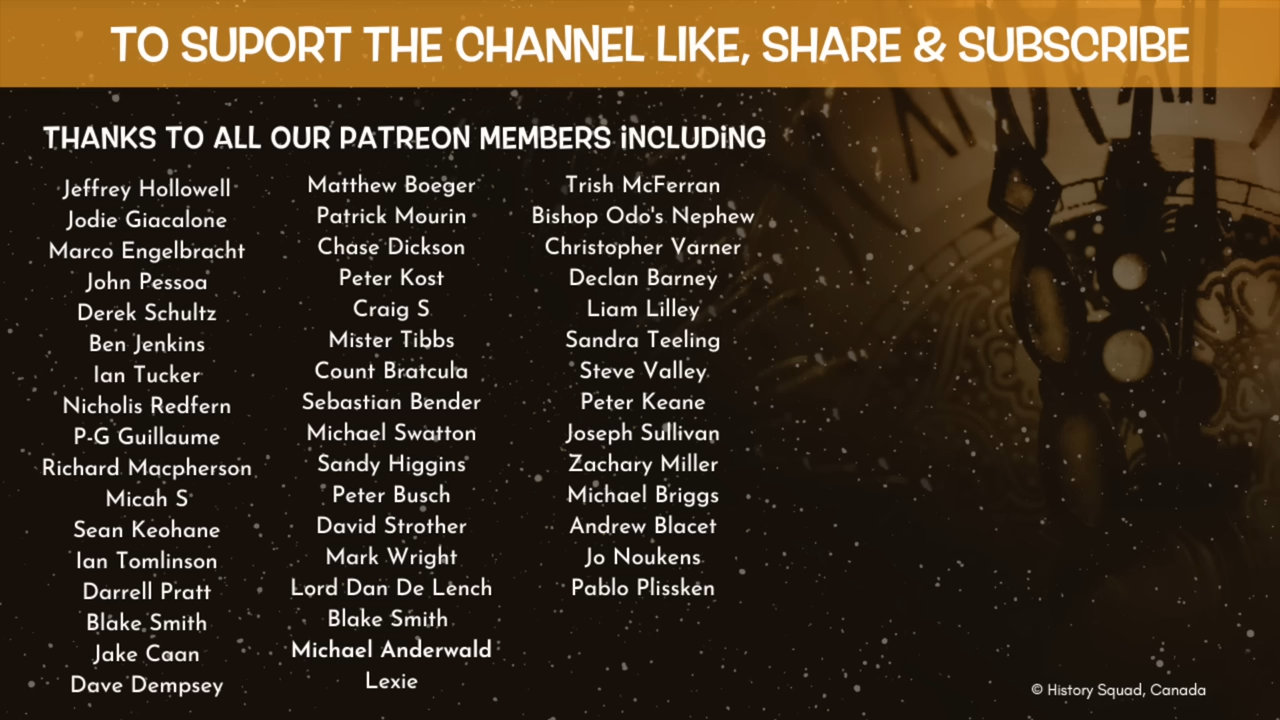 TO SUPORT THE CHANNEL LIKE, SHARE & SUBSCRIBE
THANKS TO ALL OUR PATREON MEMBERS iNCLUDING
Jeffrey Hollowell
Jodie Giacalone
Marco Engelbracht
John Pessoa
Derek Schultz
Ben Jenkins
Ian Tucker
Nicholis Redfern
P-G Guillaume
Richard Macpherson
Micah S
Sean Keohane
Ian Tomlinson
Darrell Pratt
Blake Smith
Jake Caan
Dave Dempsey
Matthew Boeger
Patrick Mourin
Chase Dickson
Peter Kost
Craig S
Mister Tibbs
Count Bratcula
Sebastian Bender
Michael Swatton
Sandy Higgins
Peter Busch
David Strother
Mark Wright
Lord Dan De Lench
Blake Smith
Michael Anderwald
Lexie
Trish McFerran
Bishop Odo's Nephew
Christopher Varner
Declan Barney
Liam Lilley
Sandra Teeling
Steve Valley
Peter Keane
Joseph Sullivan
Zachary Miller
Michael Briggs
Andrew Blacet
Jo Noukens
Pablo Plissken
© History Squad, Canada